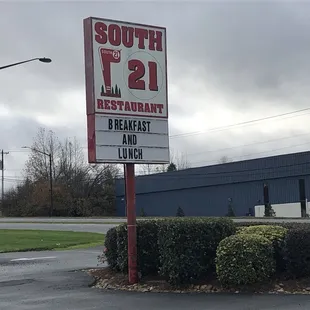 SOUTH
21
RESTAURANT
BREAKFAST
AND
LUNCH